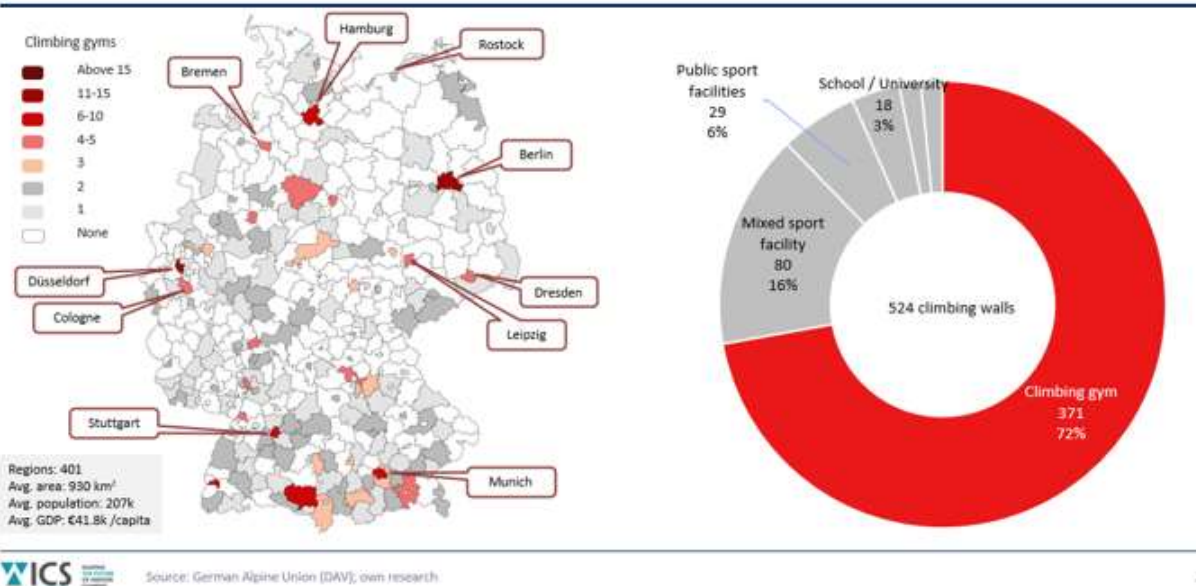 Climbing gyms
Above 15
11-15
6-10
4-5
3
2
1
None
Hamburg
Rostock
Bremen
Berlin
Düsseldorf
Cologne
Dresden
Leipzig
Stuttgart
Munich
Regions: 401
Avg. area: 930 km²
Avg. population: 207k
Avg. GDP: €41.8k /capita
Public sport
facilities
29
6%
School / University
18
3%
Mixed sport
facility
80
16%
524 climbing walls
Climbing gym
371
72%
ICS
Source: German Alpine Union (DAV); own research